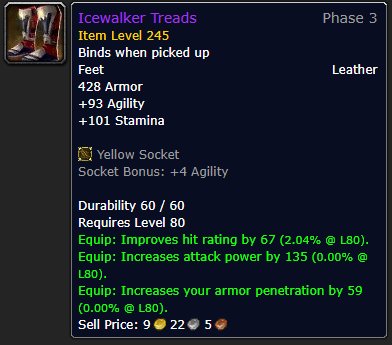 Icewalker Treads Phase 3
Item Level 245
Binds when picked up
Feet Leather
428 Armor
+93 Agility
+101 Stamina
Yellow Socket
Socket Bonus: +4 Agility
Durability 60 / 60
Requires Level 80
Equip: Improves hit rating by 67 (2.04% @ L80).
Equip: Increases attack power by 135 (0.00% @
L80).
Equip: Increases your armor penetration by 59
(0.00% @ L80).
Sell Price: 9 22 5